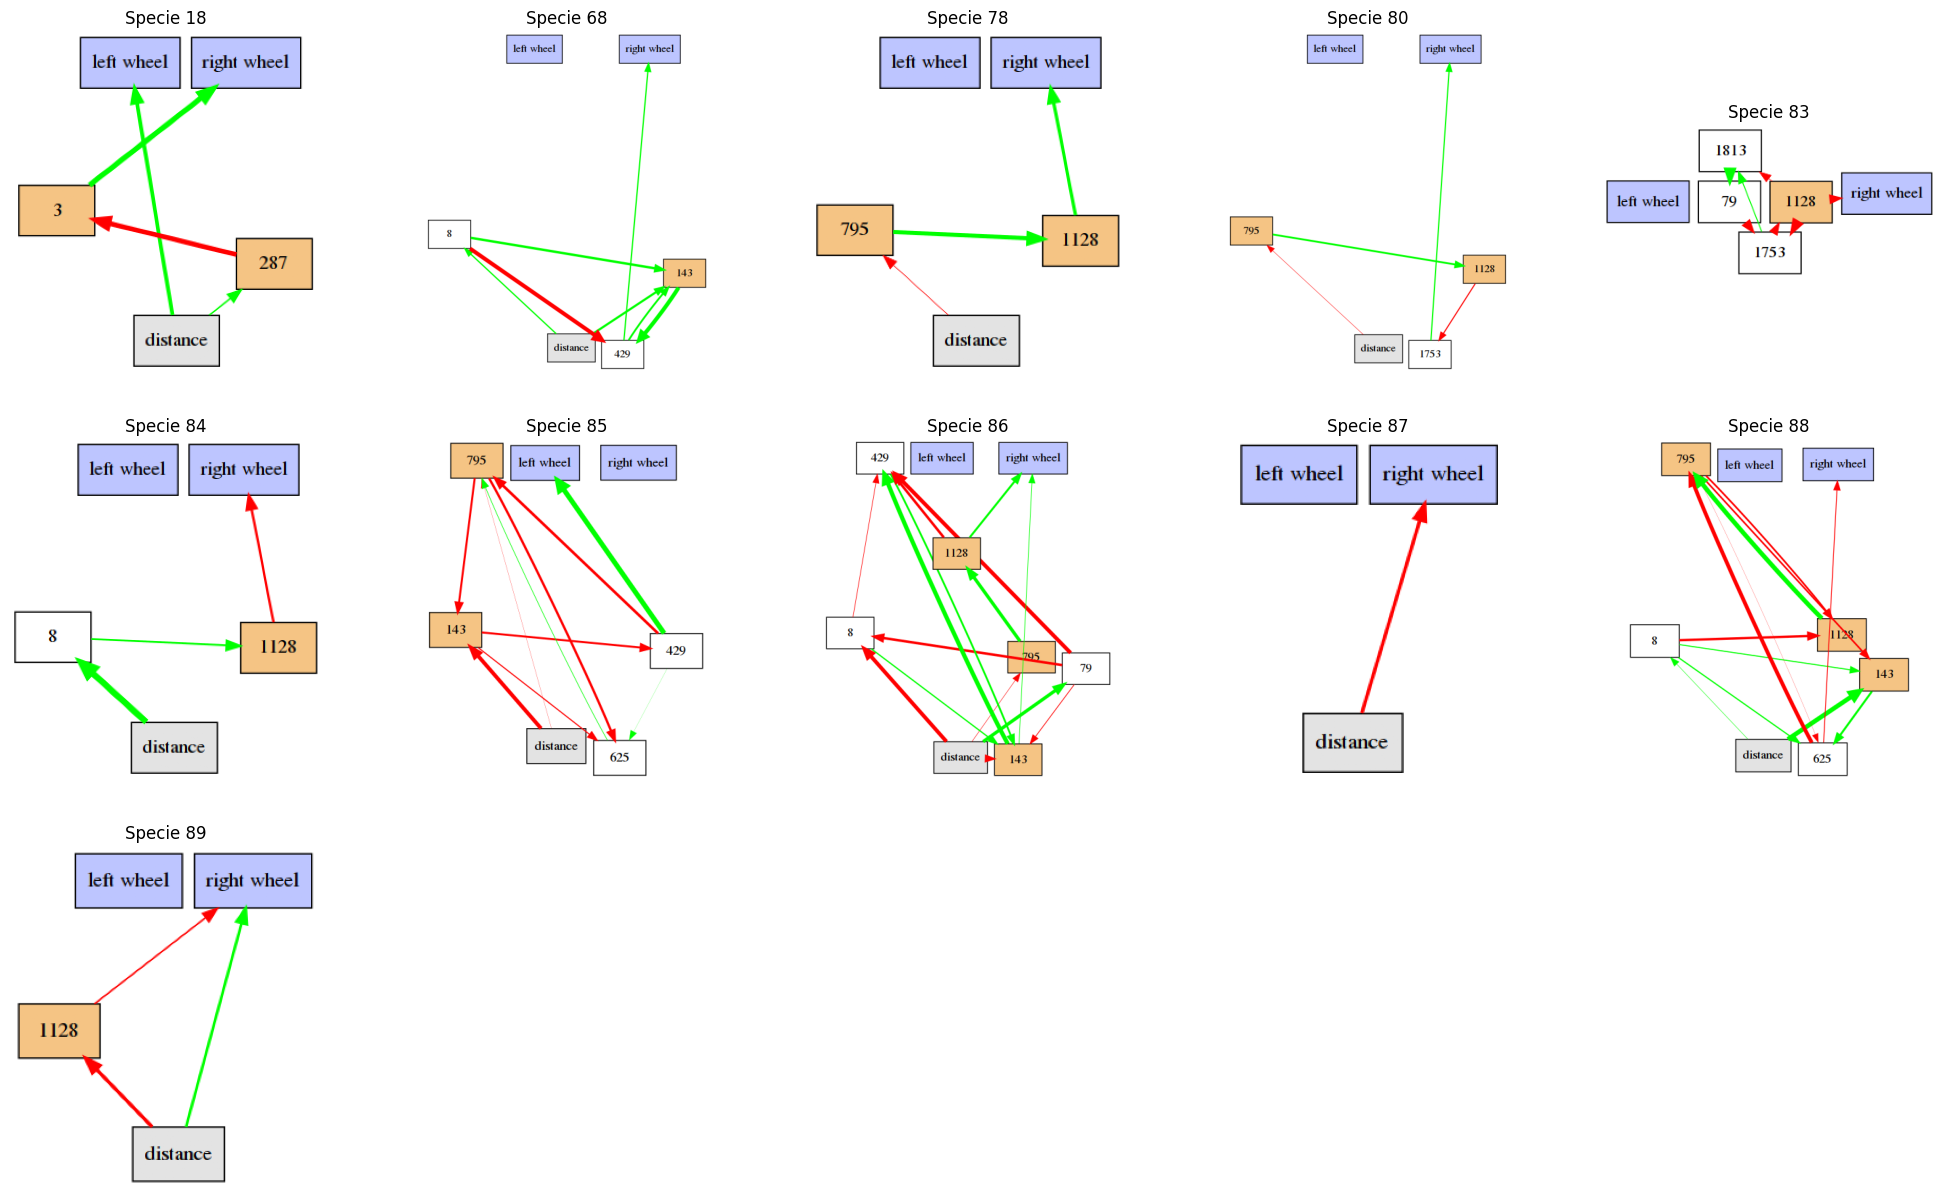 Specie 18
left wheel
right wheel
3
287
distance
Specie 68
left wheel
right wheel
8
143
distance
429
Specie 78
left wheel
right wheel
795
1128
distance
Specie 80
left wheel
right wheel
795
1128
distance
1753
Specie 83
1813
left wheel
79
1128
right wheel
1753
Specie 84
left wheel
right wheel
8
1128
distance
Specie 85
795
left wheel
right wheel
143
429
distance
625
Specie 86
429
left wheel
right wheel
1128
8
795
79
distance
143
Specie 87
left wheel
right wheel
distance
Specie 88
795
left wheel
right wheel
8
1128
143
distance
625
Specie 89
left wheel
right wheel
1128
distance